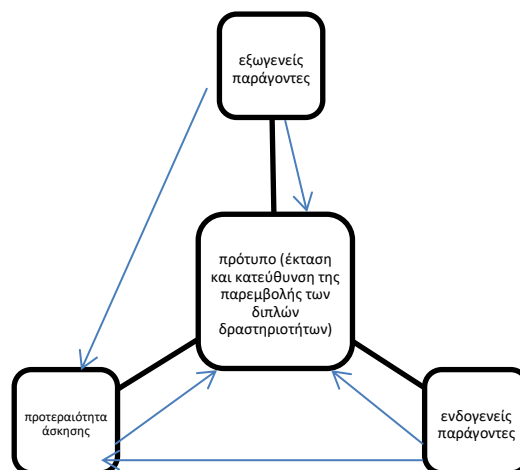 εξωγενείς
παράγοντες
πρότυπο (έκταση
και κατεύθυνση της
παρεμβολής των
διπλών
δραστηριοτήτων)
προτεραιότητα
άσκησης
ενδογενείς
παράγοντες